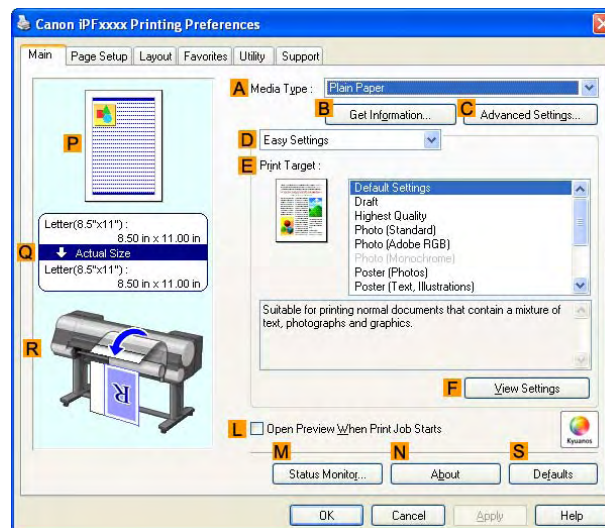 Canon iPFxxxx Printing Preferences
Main Page Setup Layout Favorites Utility Support
A Media Type : Plain Paper
B C
Get Information... Advanced Settings...
D Easy Settings
E Print Target :
P
Default Settings
Draft
Highest Quality
Photo (Standard)
Photo (Adobe RGB)
Photo (Monochrome)
Poster (Photos)
Poster (Text, Illustrations)
Letter(8.5"x11") :
8.50 in x 11.00 in
Q Actual Size
Letter(8.5"x11") :
8.50 in x 11.00 in
Suitable for printing normal documents that contain a mixture of
text, photographs and graphics.
R
R
F View Settings
L Open Preview When Print Job Starts
Kyuanos
M N S
Status Monitor... About Defaults
OK Cancel Apply Help